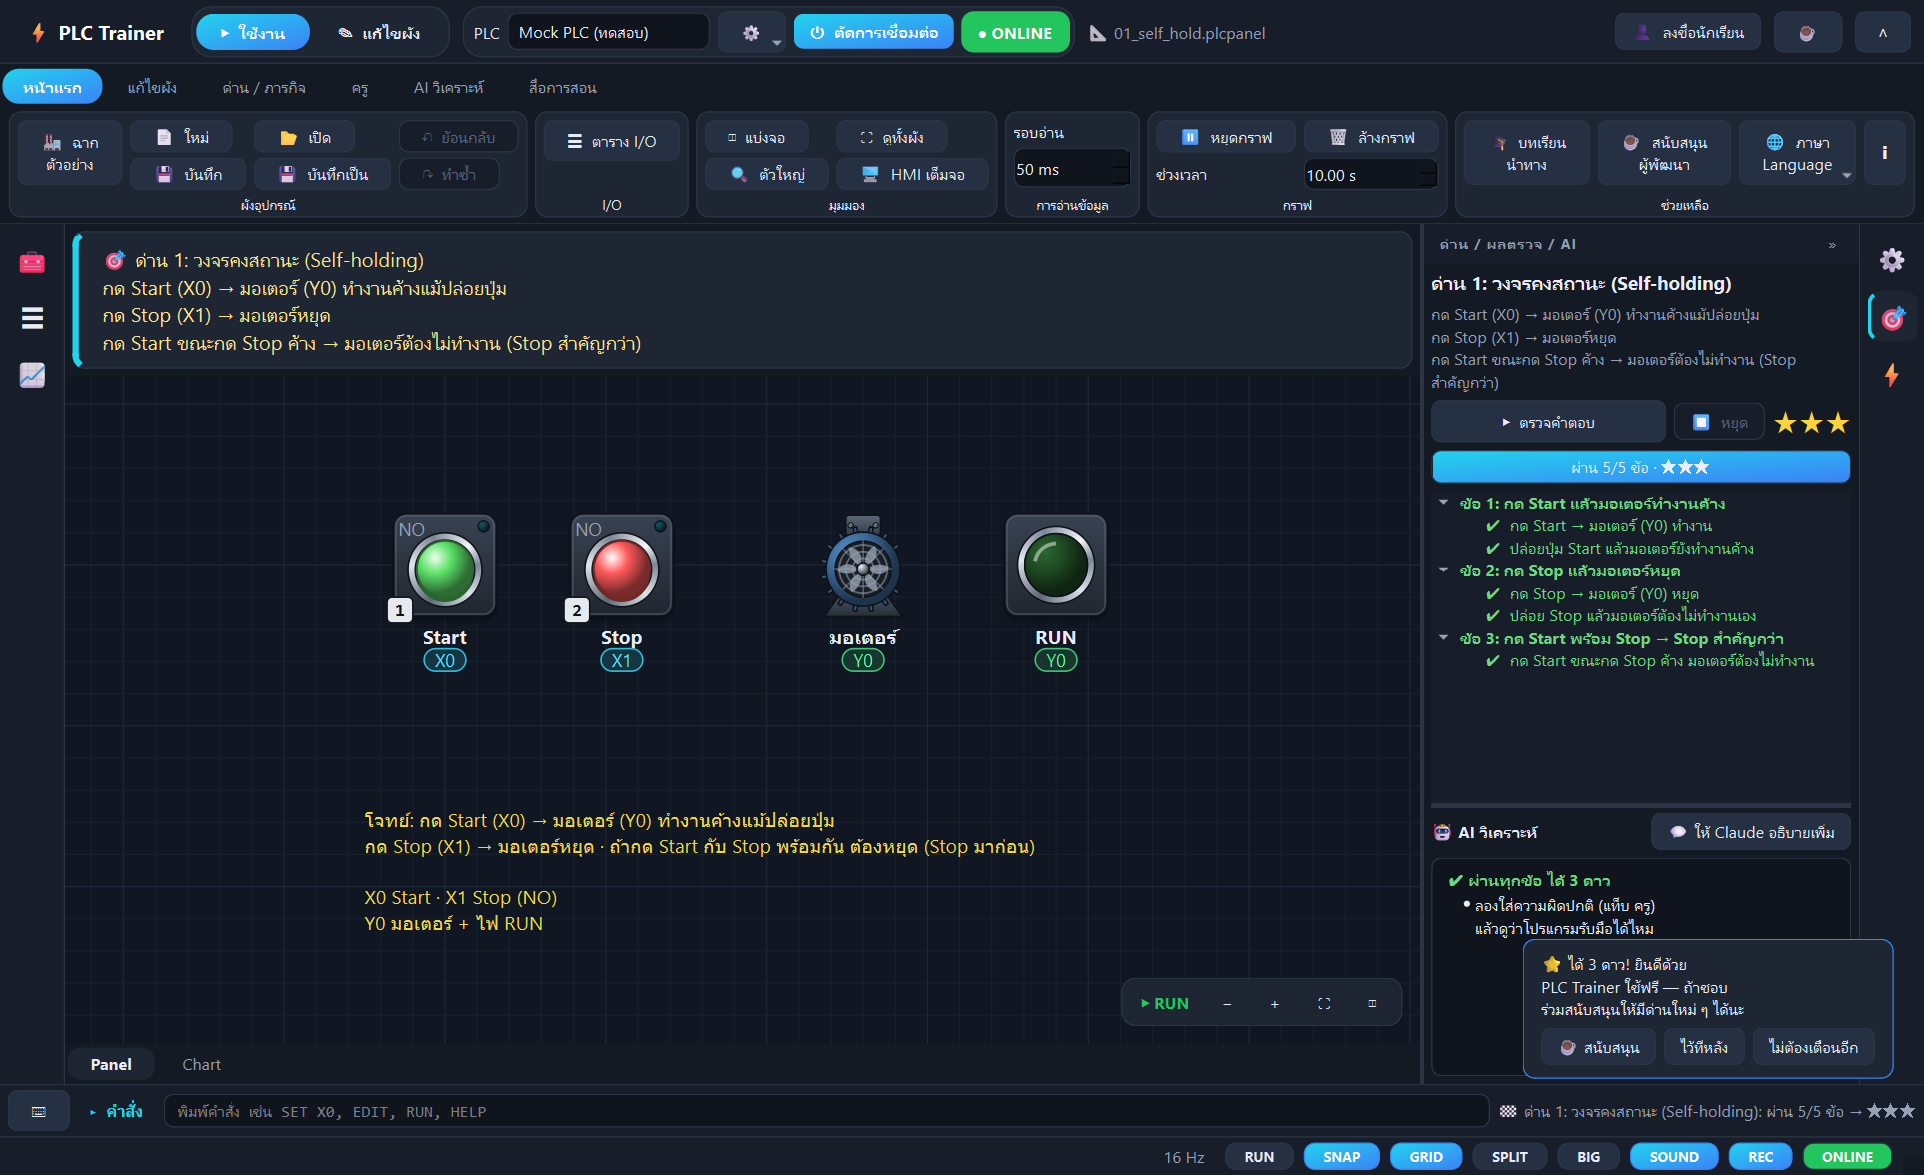 PLC Trainer
ใช้งาน
แก้ไขผัง
PLC
Mock PLC (ทดสอบ)
ตัดการเชื่อมต่อ
ONLINE
01_self_hold.plcpanel
ลงชื่อนักเรียน
หน้าแรก
แก้ไขผัง
ด่าน / ภารกิจ
ครู
AI วิเคราะห์
สื่อการสอน
ฉาก
ตัวอย่าง
ใหม่
เปิด
ย้อนกลับ
บันทึก
บันทึกเป็น
ทำซ้ำ
ผังอุปกรณ์
ตาราง I/O
I/O
แบ่งจอ
ดูทั้งผัง
ตัวใหญ่
HMI เต็มจอ
มุมมอง
รอบอ่าน
50 ms
การอ่านข้อมูล
หยุดกราฟ
ล้างกราฟ
ช่วงเวลา
10.00 s
กราฟ
บทเรียน
นำทาง
สนับสนุน
ผู้พัฒนา
ภาษา
Language
ช่วยเหลือ
ด่าน 1: วงจรคงสถานะ (Self-holding)
กด Start (X0) → มอเตอร์ (Y0) ทำงานค้างแม้ปล่อยปุ่ม
กด Stop (X1) → มอเตอร์หยุด
กด Start ขณะกด Stop ค้าง → มอเตอร์ต้องไม่ทำงาน (Stop สำคัญกว่า)
NO
1
Start
X0
NO
2
Stop
X1
มอเตอร์
Y0
RUN
Y0
โจทย์: กด Start (X0) → มอเตอร์ (Y0) ทำงานค้างแม้ปล่อยปุ่ม
กด Stop (X1) → มอเตอร์หยุด · ถ้ากด Start กับ Stop พร้อมกัน ต้องหยุด (Stop มาก่อน)
X0 Start · X1 Stop (NO)
Y0 มอเตอร์ + ไฟ RUN
RUN
−
+
Panel
Chart
ด่าน / ผลตรวจ / AI
»
ด่าน 1: วงจรคงสถานะ (Self-holding)
กด Start (X0) → มอเตอร์ (Y0) ทำงานค้างแม้ปล่อยปุ่ม
กด Stop (X1) → มอเตอร์หยุด
กด Start ขณะกด Stop ค้าง → มอเตอร์ต้องไม่ทำงาน (Stop
สำคัญกว่า)
ตรวจคำตอบ
หยุด
★★★
ผ่าน 5/5 ข้อ · ★★★
ข้อ 1: กด Start แล้วมอเตอร์ทำงานค้าง
✔ กด Start → มอเตอร์ (Y0) ทำงาน
✔ ปล่อยปุ่ม Start แล้วมอเตอร์ยังทำงานค้าง
ข้อ 2: กด Stop แล้วมอเตอร์หยุด
✔ กด Stop → มอเตอร์ (Y0) หยุด
✔ ปล่อย Stop แล้วมอเตอร์ต้องไม่ทำงานเอง
ข้อ 3: กด Start พร้อม Stop → Stop สำคัญกว่า
✔ กด Start ขณะกด Stop ค้าง มอเตอร์ต้องไม่ทำงาน
AI วิเคราะห์
ให้ Claude อธิบายเพิ่ม
✔ ผ่านทุกข้อ ได้ 3 ดาว
• ลองใส่ความผิดปกติ (แท็บ ครู)
แล้วดูว่าโปรแกรมรับมือได้ไหม
ได้ 3 ดาว! ยินดีด้วย
PLC Trainer ใช้ฟรี — ถ้าชอบ
ร่วมสนับสนุนให้มีด่านใหม่ ๆ ได้นะ
สนับสนุน
ไว้ทีหลัง
ไม่ต้องเตือนอีก
คำสั่ง
พิมพ์คำสั่ง เช่น SET X0, EDIT, RUN, HELP
ด่าน 1: วงจรคงสถานะ (Self-holding): ผ่าน 5/5 ข้อ → ★★★
16 Hz
RUN
SNAP
GRID
SPLIT
BIG
SOUND
REC
ONLINE